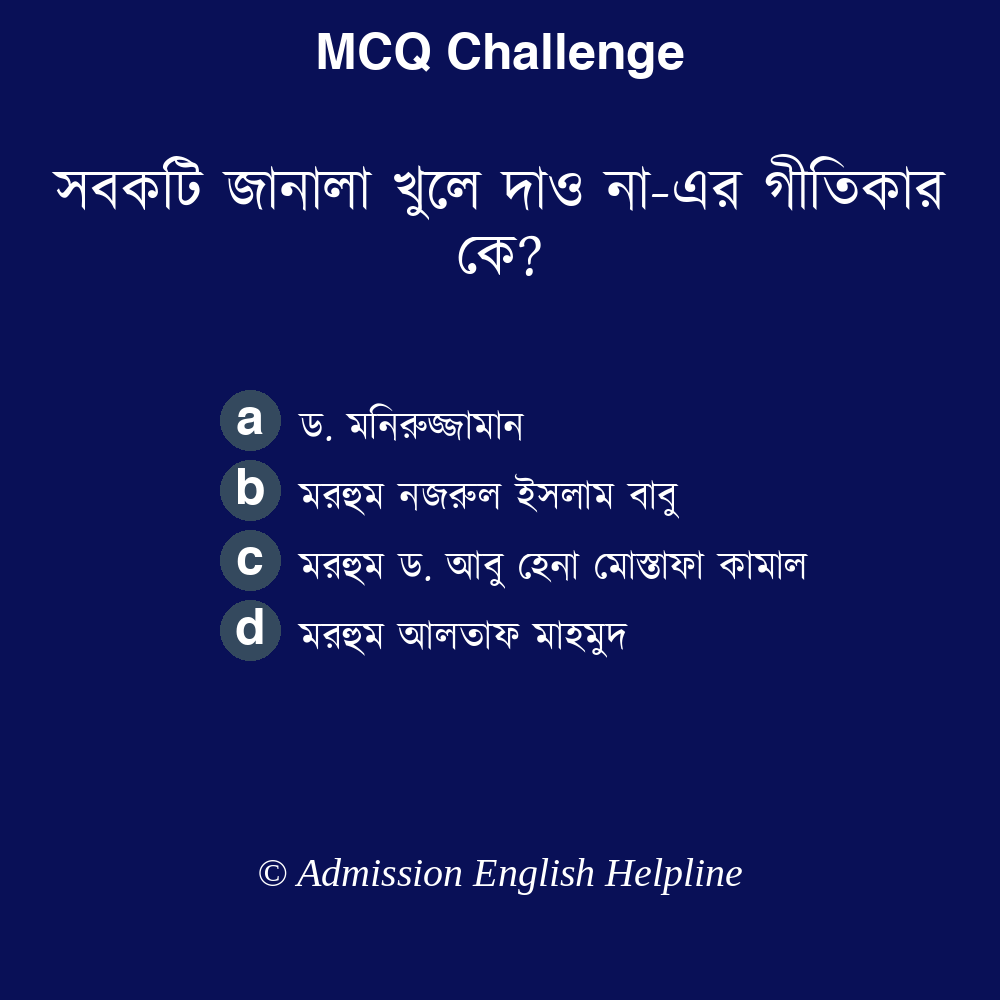 MCQ Challenge
সবকটি জানালা খুলে দাও না-এর গীতিকার
কে?
a ড. মনিরুজ্জামান
b মরহুম নজরুল ইসলাম বাবু
c মরহুম ড. আবু হেনা মোস্তাফা কামাল
d মরহুম আলতাফ মাহমুদ
© Admission English Helpline